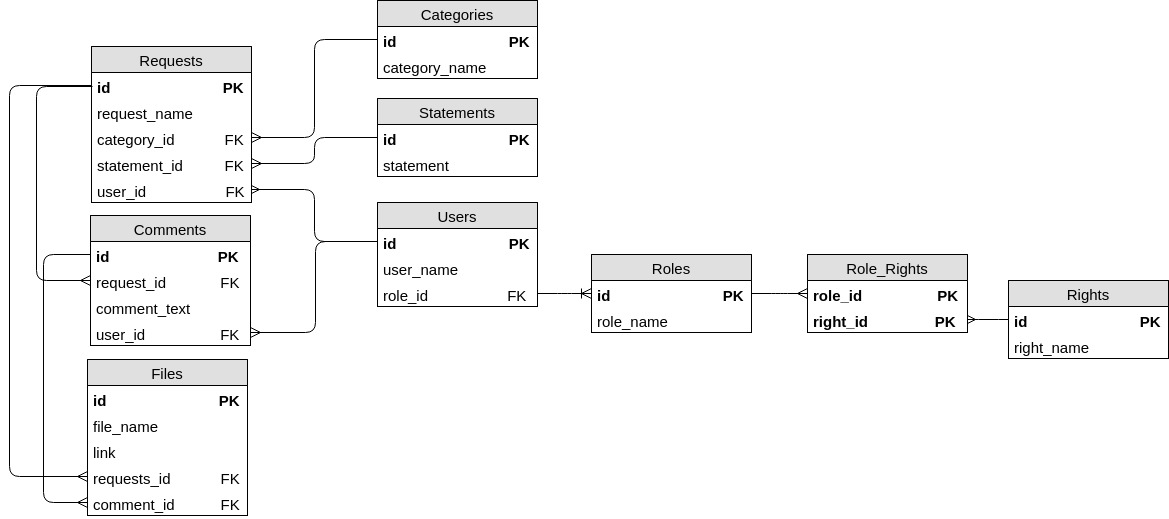 Categories
id PK
category_name
Requests
id PK
request_name
category_id FK
statement_id FK
user_id FK
Statements
id PK
statement
Comments
id PK
request_id FK
comment_text
user_id FK
Users
id PK
user_name
role_id FK
Roles
id PK
role_name
Role_Rights
role_id PK
right_id PK
Rights
id PK
right_name
Files
id PK
file_name
link
requests_id FK
comment_id FK